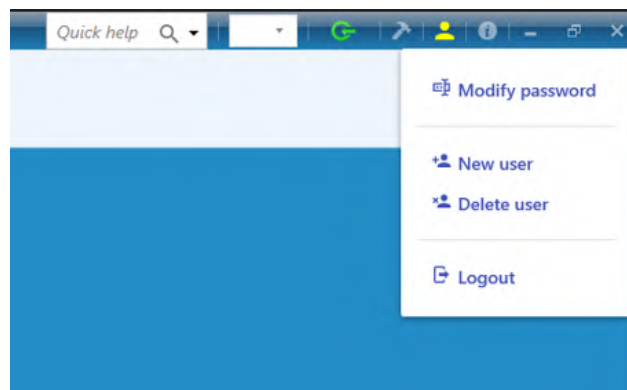 Quick help
Modify password
New user
Delete user
Logout